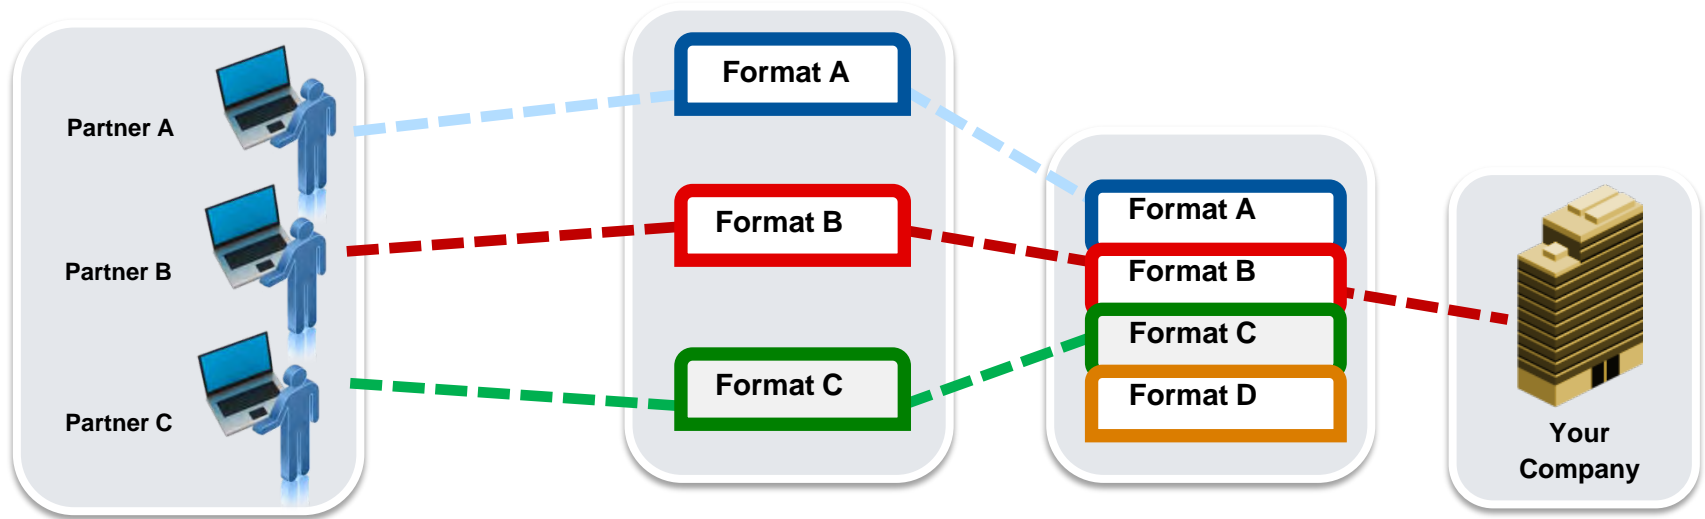 Partner A
Partner B
Partner C
Format A
Format B
Format C
Format A
Format B
Format C
Format D
Your
Company